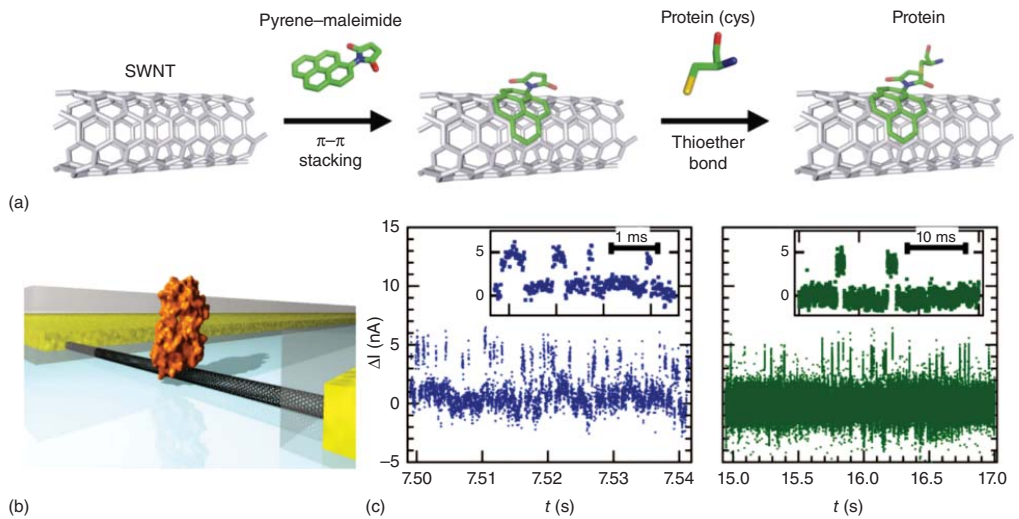 Pyrene–maleimide
Protein (cys)
Protein
SWNT
π–π
stacking
Thioether
bond
(a)
15
10
5
0
–5
ΔI (nA)
5
0
1 ms
7.50
7.51
7.52
7.53
7.54
t (s)
5
0
10 ms
15.0
15.5
16.0
16.5
17.0
t (s)
(b)
(c)